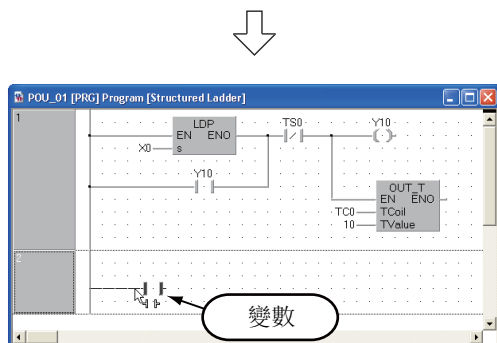 POU_01 [PRG] Program [Structured Ladder]
1
LDP
EN ENO
X0 s
TS0
Y10
Y10
OUT_T
EN ENO
TC0 TCoil
10 TValue
2
變數